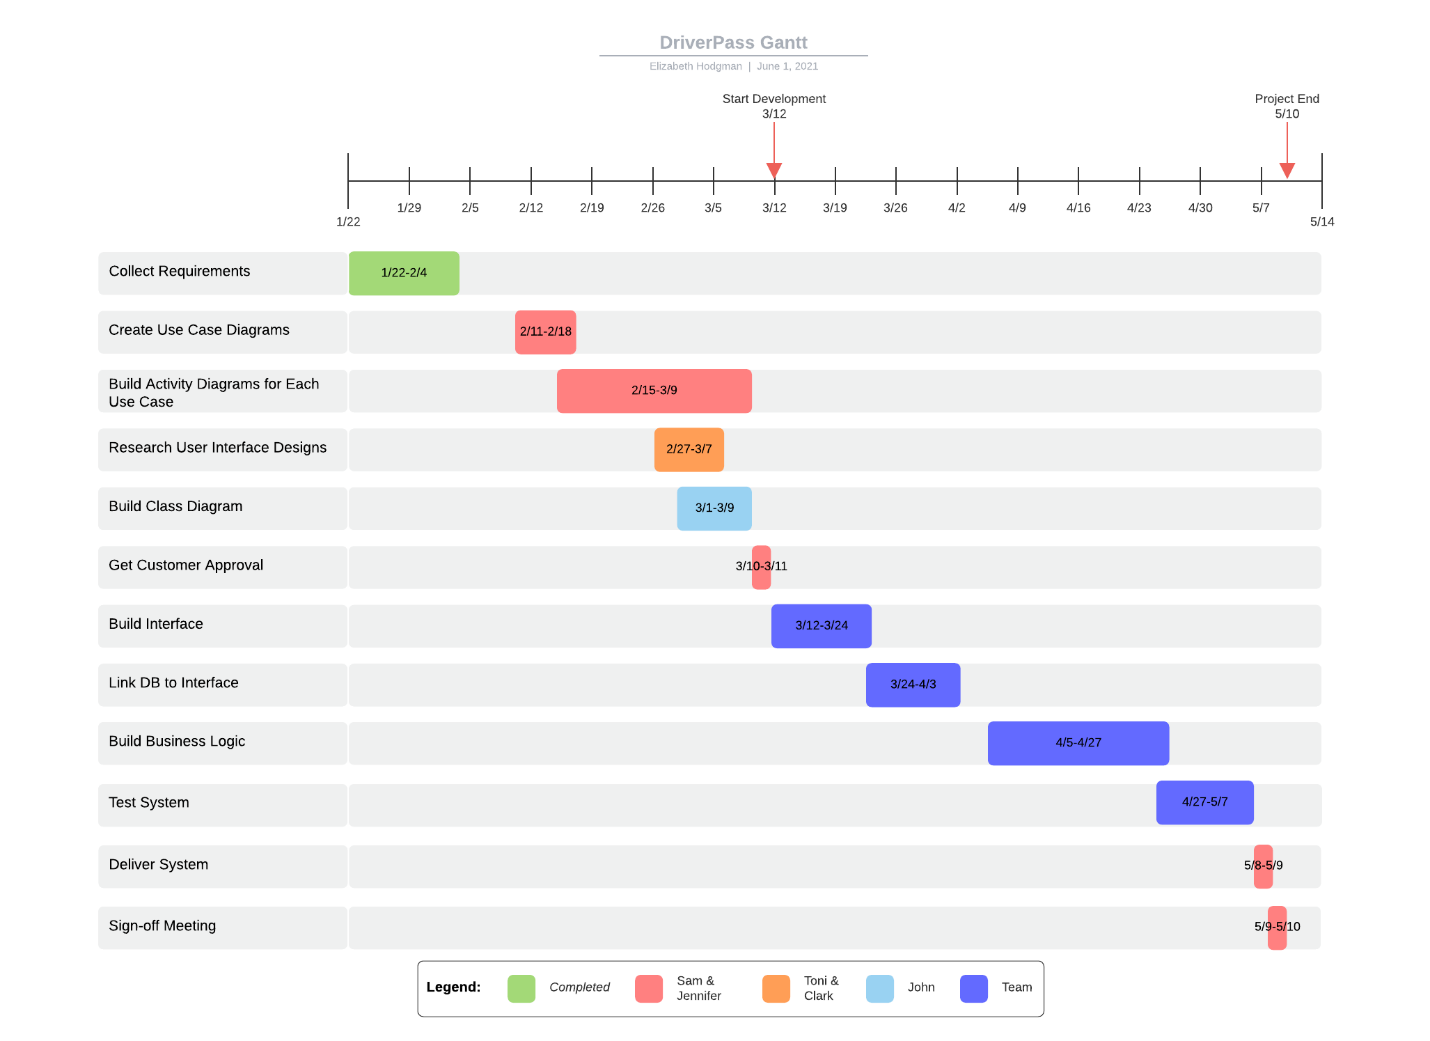 DriverPass Gantt
Elizabeth Hodgman | June 1, 2021
Start Development
3/12
Project End
5/10
1/22
1/29
2/5
2/12
2/19
2/26
3/5
3/12
3/19
3/26
4/2
4/9
4/16
4/23
4/30
5/7
5/14
Collect Requirements
1/22-2/4
Create Use Case Diagrams
2/11-2/18
Build Activity Diagrams for Each
Use Case
2/15-3/9
Research User Interface Designs
2/27-3/7
Build Class Diagram
3/1-3/9
Get Customer Approval
3/10-3/11
Build Interface
3/12-3/24
Link DB to Interface
3/24-4/3
Build Business Logic
4/5-4/27
Test System
4/27-5/7
Deliver System
5/8-5/9
Sign-off Meeting
5/9-5/10
Legend:
Completed
Sam &
Jennifer
Toni &
Clark
John
Team